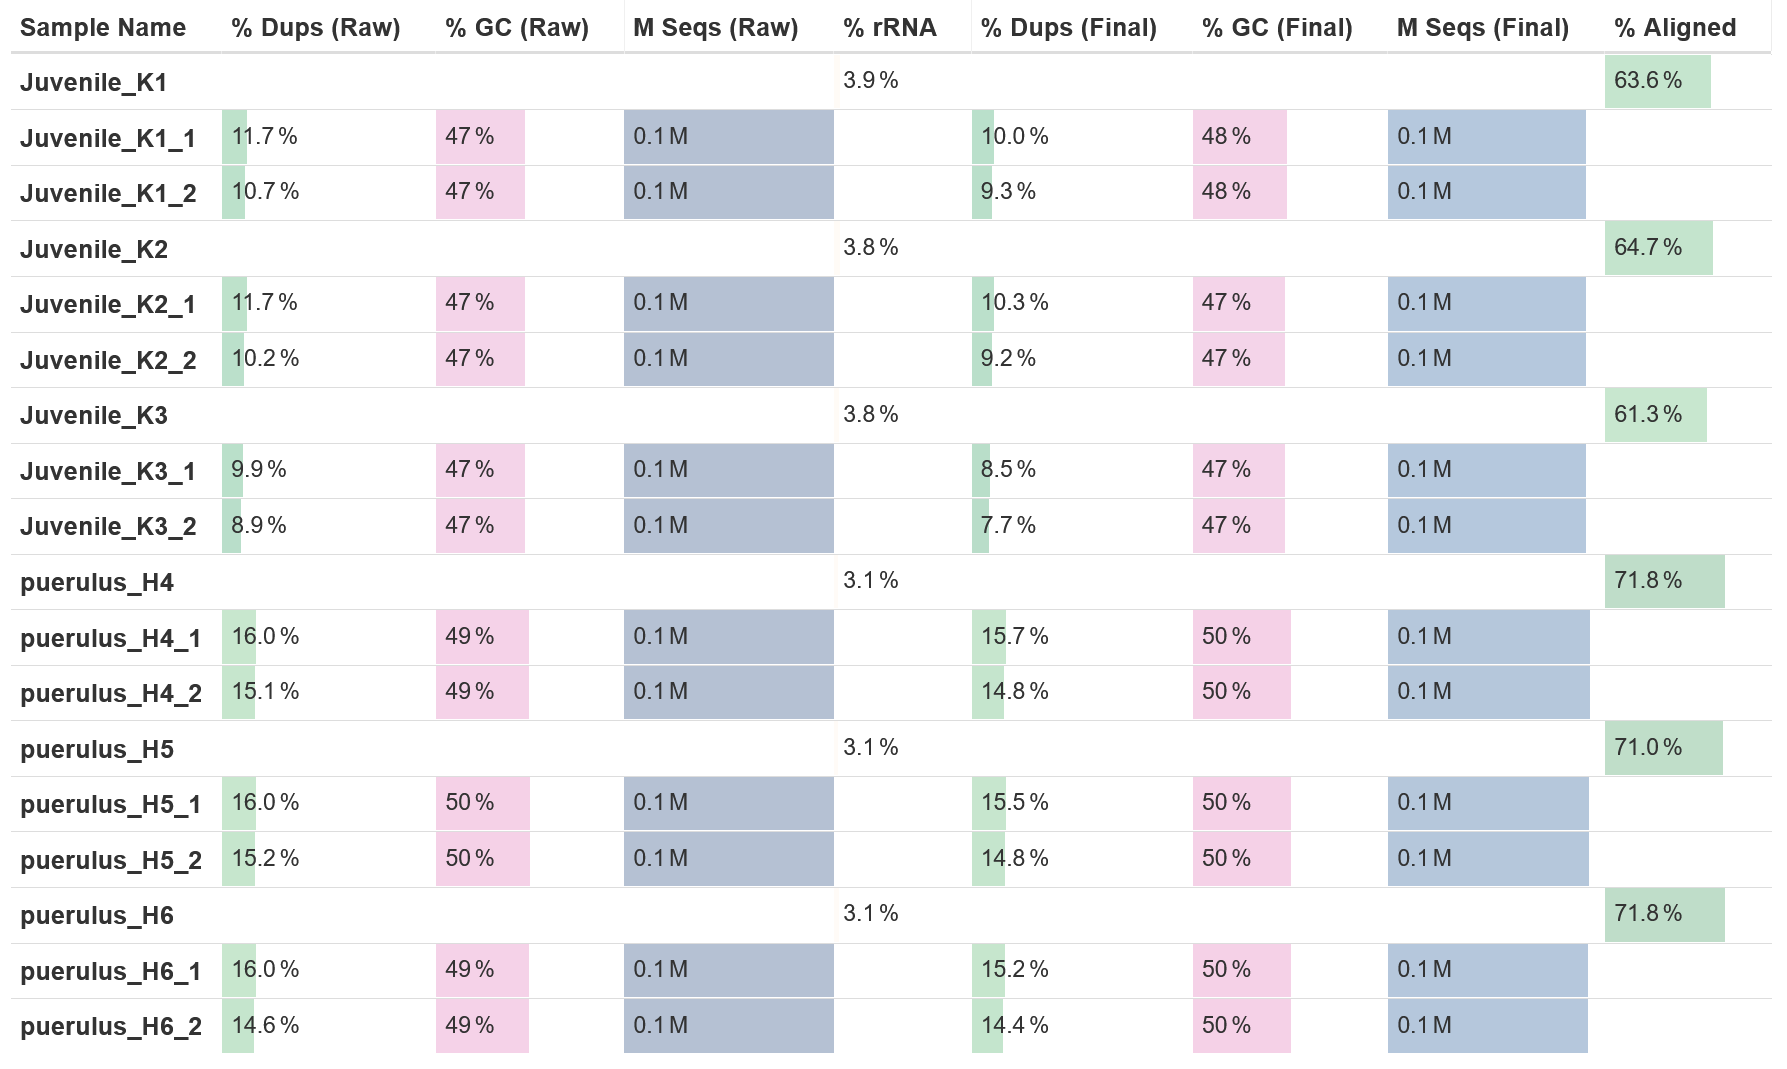 Sample Name % Dups (Raw) % GC (Raw) M Seqs (Raw) % rRNA % Dups (Final) % GC (Final) M Seqs (Final) % Aligned
Juvenile_K1 3.9 % 63.6 %
Juvenile_K1_1 11.7 % 47 % 0.1 M 10.0 % 48 % 0.1 M
Juvenile_K1_2 10.7 % 47 % 0.1 M 9.3 % 48 % 0.1 M
Juvenile_K2 3.8 % 64.7 %
Juvenile_K2_1 11.7 % 47 % 0.1 M 10.3 % 47 % 0.1 M
Juvenile_K2_2 10.2 % 47 % 0.1 M 9.2 % 47 % 0.1 M
Juvenile_K3 3.8 % 61.3 %
Juvenile_K3_1 9.9 % 47 % 0.1 M 8.5 % 47 % 0.1 M
Juvenile_K3_2 8.9 % 47 % 0.1 M 7.7 % 47 % 0.1 M
puerulus_H4 3.1 % 71.8 %
puerulus_H4_1 16.0 % 49 % 0.1 M 15.7 % 50 % 0.1 M
puerulus_H4_2 15.1 % 49 % 0.1 M 14.8 % 50 % 0.1 M
puerulus_H5 3.1 % 71.0 %
puerulus_H5_1 16.0 % 50 % 0.1 M 15.5 % 50 % 0.1 M
puerulus_H5_2 15.2 % 50 % 0.1 M 14.8 % 50 % 0.1 M
puerulus_H6 3.1 % 71.8 %
puerulus_H6_1 16.0 % 49 % 0.1 M 15.2 % 50 % 0.1 M
puerulus_H6_2 14.6 % 49 % 0.1 M 14.4 % 50 % 0.1 M